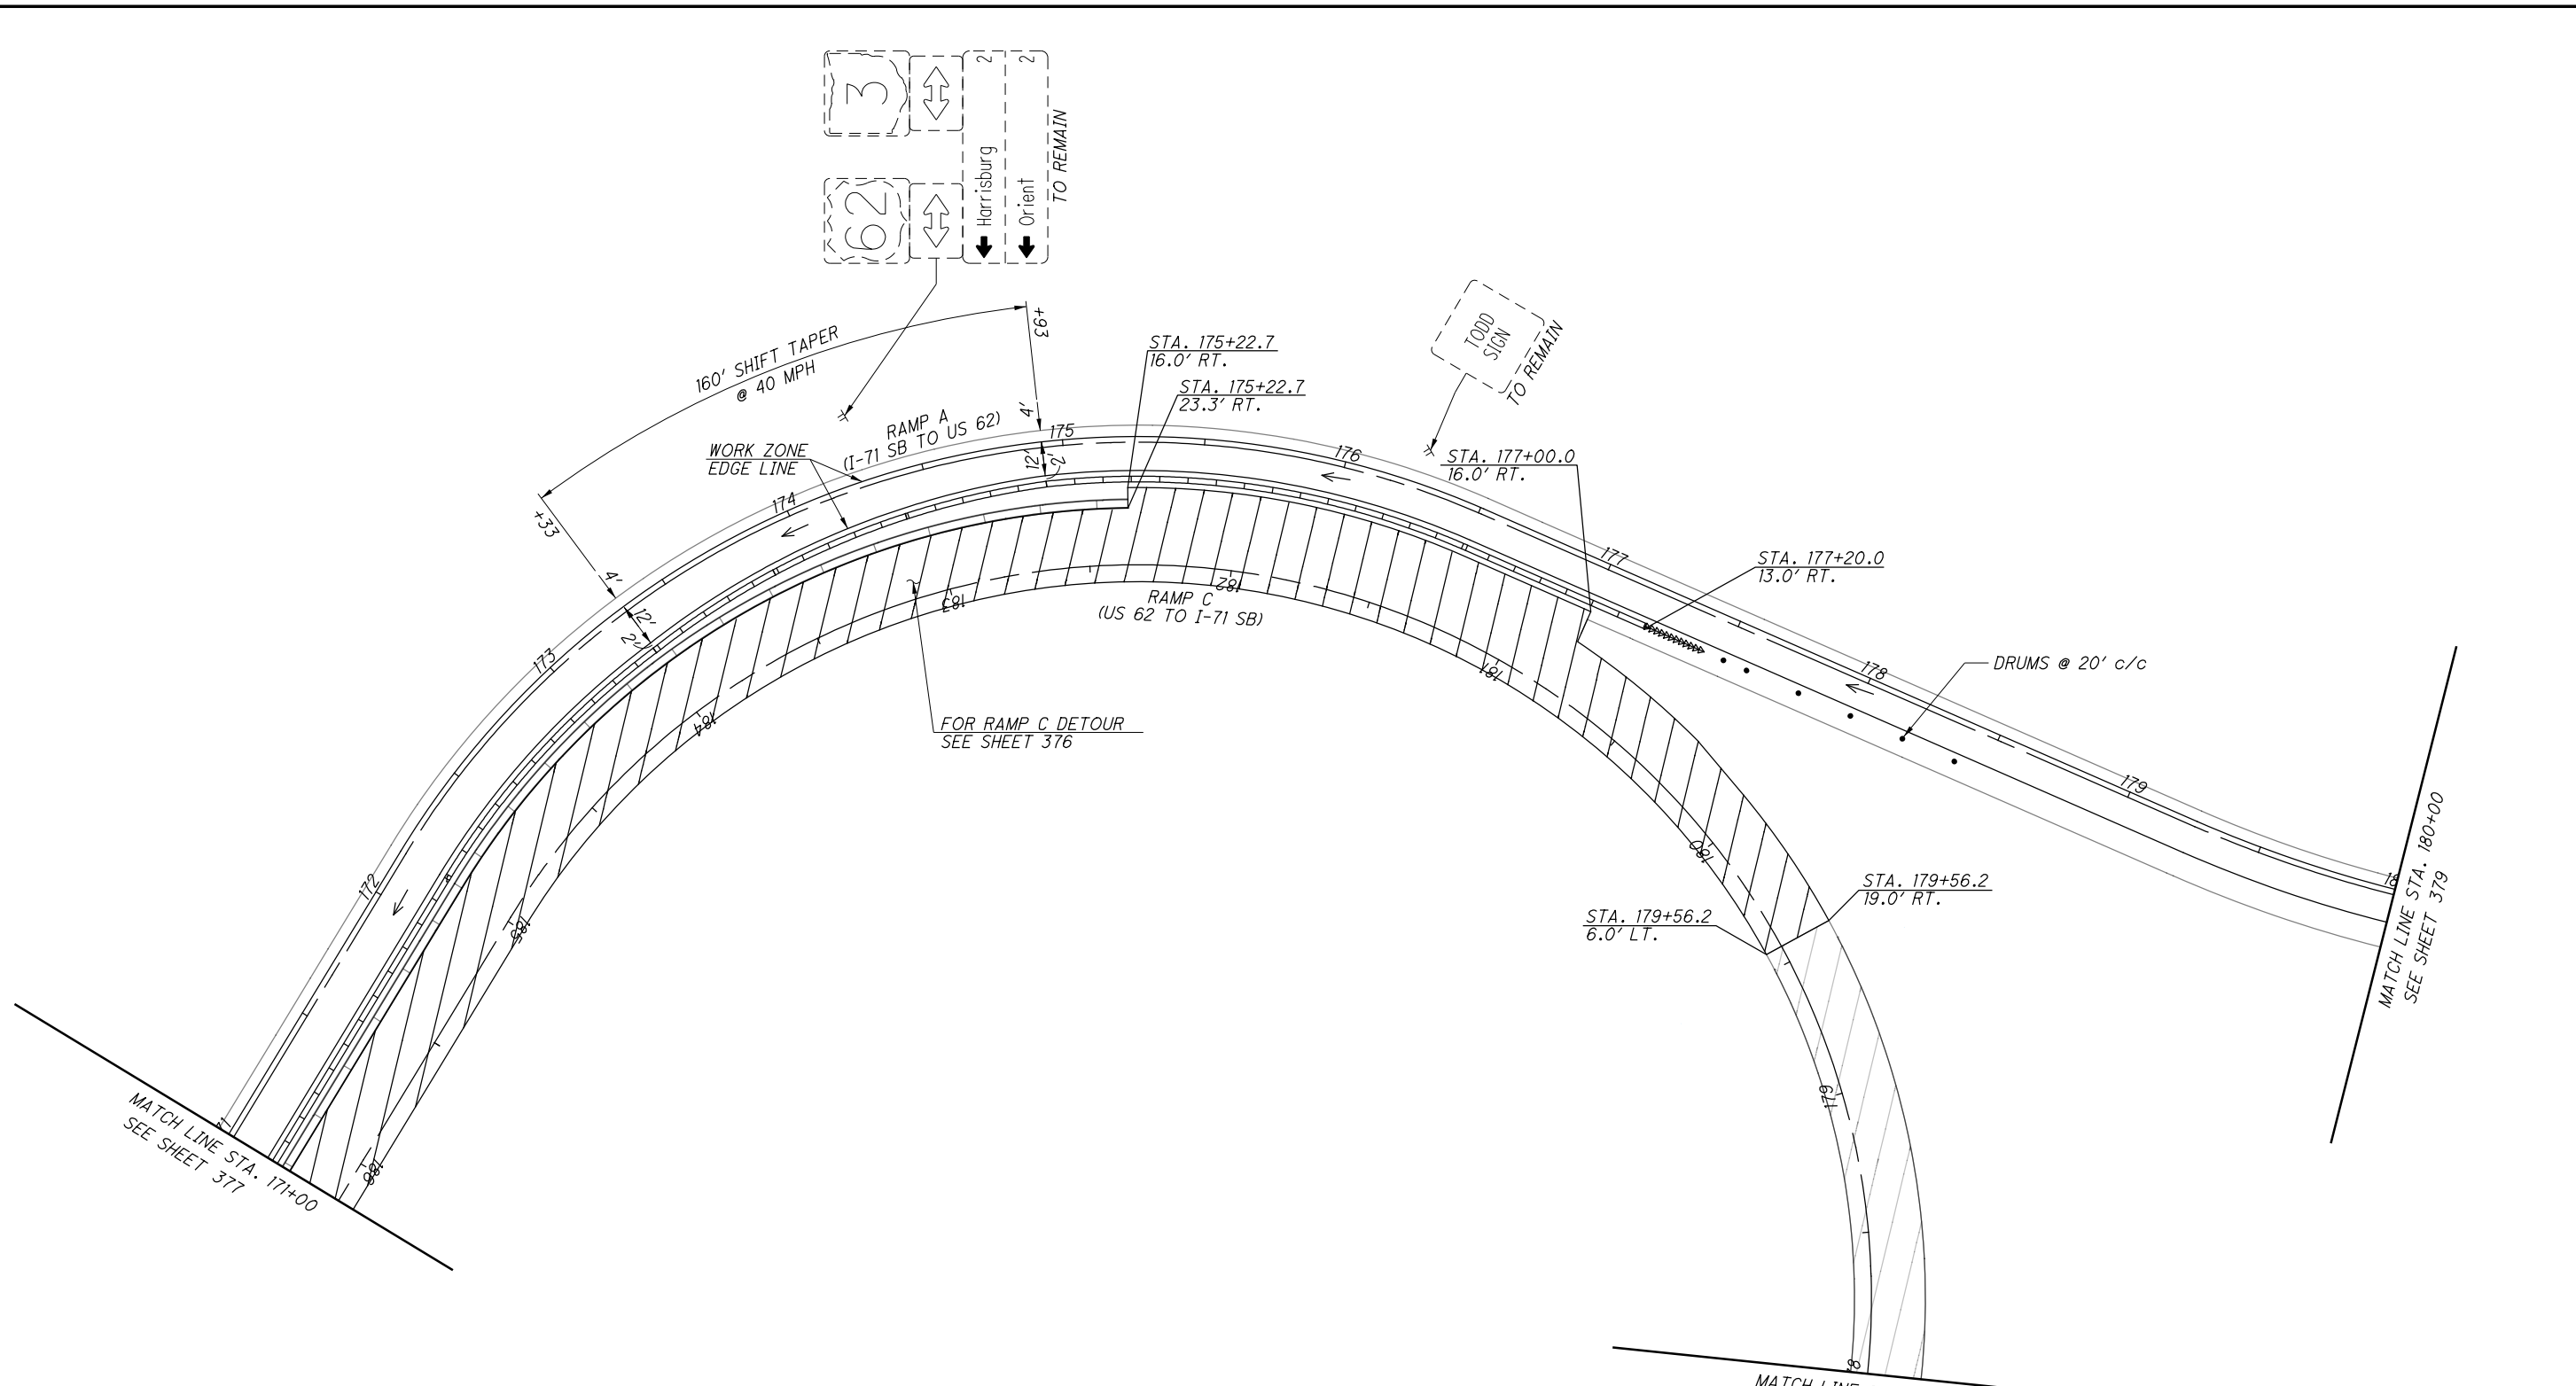 3
62
Harrisburg 2
Orient 2
TO REMAIN
160' SHIFT TAPER
@ 40 MPH
+93
+33
4'
12'
2'
4'
12'
2'
WORK ZONE
EDGE LINE
RAMP A
(I-71 SB TO US 62)
STA. 175+22.7
16.0' RT.
STA. 175+22.7
23.3' RT.
TODD
SIGN
TO REMAIN
STA. 177+00.0
16.0' RT.
STA. 177+20.0
13.0' RT.
DRUMS @ 20' c/c
172
173
174
175
176
177
178
179
18
RAMP C
(US 62 TO I-71 SB)
FOR RAMP C DETOUR
SEE SHEET 376
186
185
184
183
182
181
180
179
STA. 179+56.2
19.0' RT.
STA. 179+56.2
6.0' LT.
MATCH LINE STA. 180+00
SEE SHEET 379
MATCH LINE STA. 171+00
SEE SHEET 377
MATCH LINE